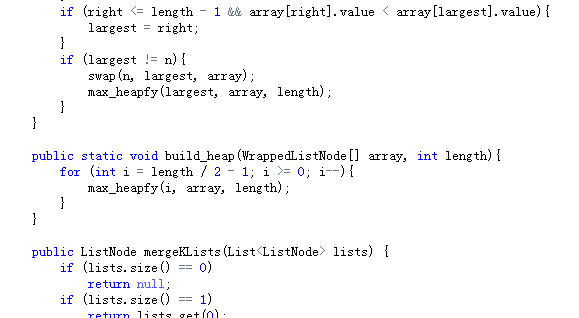 if (right <= length - 1 && array[right].value < array[largest].value){
largest = right;
}
if (largest != n){
swap(n, largest, array);
max_heapfy(largest, array, length);
}
}
public static void build_heap(WrappedListNode[] array, int length){
for (int i = length / 2 - 1; i >= 0; i--){
max_heapfy(i, array, length);
}
}
public ListNode mergeKLists(List<ListNode> lists) {
if (lists.size() == 0)
return null;
if (lists.size() == 1)
return lists.get(0);